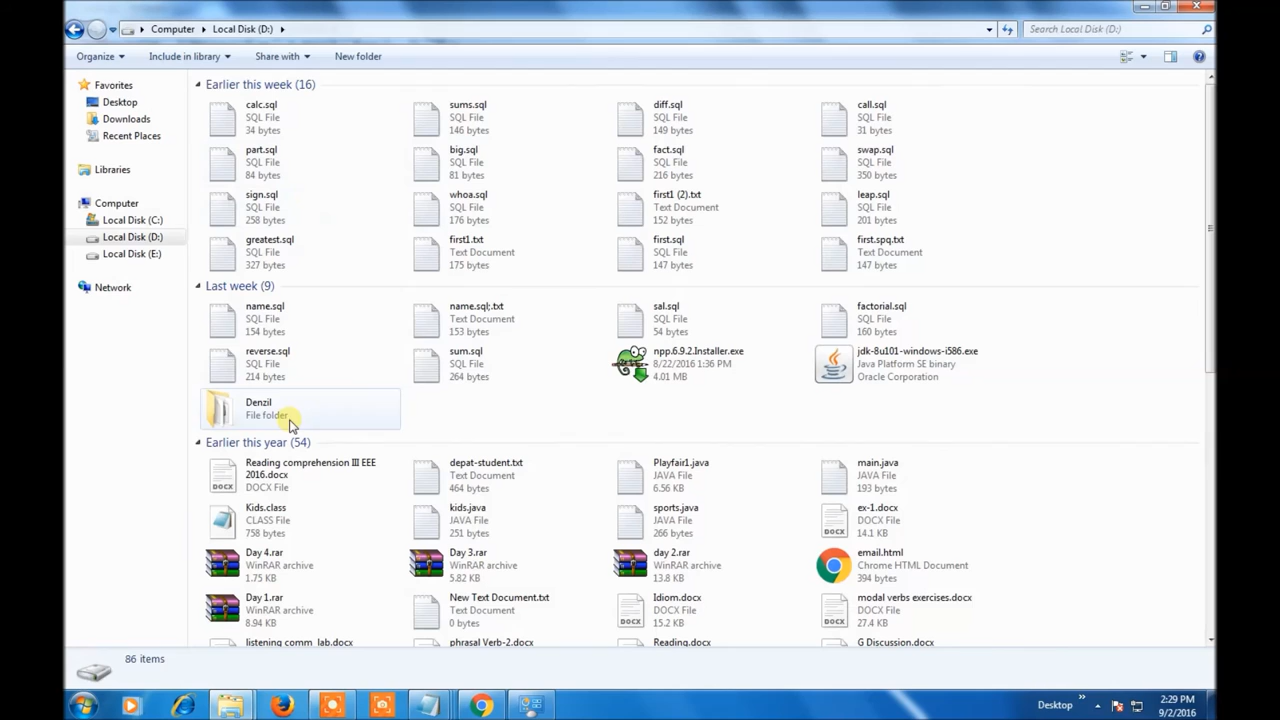 Computer Local Disk (D:) Search Local Disk (D:)
Organize Include in library Share with New folder
Favorites
Desktop
Downloads
Recent Places
Libraries
Computer
Local Disk (C:)
Local Disk (D:)
Local Disk (E:)
Network
Earlier this week (16)
calc.sql sums.sql diff.sql call.sql
SQL File SQL File SQL File SQL File
34 bytes 146 bytes 149 bytes 31 bytes
part.sql big.sql fact.sql swap.sql
SQL File SQL File SQL File SQL File
84 bytes 81 bytes 216 bytes 350 bytes
sign.sql whoa.sql first1 (2).txt leap.sql
SQL File SQL File Text Document SQL File
258 bytes 176 bytes 152 bytes 201 bytes
greatest.sql first1.txt first.sql first.spq.txt
SQL File Text Document SQL File Text Document
327 bytes 175 bytes 147 bytes 147 bytes
Last week (9)
name.sql name.sql;.txt sal.sql factorial.sql
SQL File Text Document SQL File SQL File
154 bytes 153 bytes 54 bytes 160 bytes
reverse.sql sum.sql npp.6.9.2.Installer.exe jdk-8u101-windows-i586.exe
SQL File SQL File 8/22/2016 1:36 PM Java Platform SE binary
214 bytes 264 bytes 4.01 MB Oracle Corporation
Denzil
File folder
Earlier this year (54)
Reading comprehension III EEE depat-student.txt Playfair1.java main.java
2016.docx Text Document JAVA File JAVA File
DOCX File 464 bytes 6.56 KB 193 bytes
Kids.class kids.java sports.java ex-1.docx
CLASS File JAVA File JAVA File DOCX File
758 bytes 251 bytes 266 bytes 14.1 KB
Day 4.rar Day 3.rar day 2.rar email.html
WinRAR archive WinRAR archive WinRAR archive Chrome HTML Document
1.75 KB 5.82 KB 13.8 KB 394 bytes
Day 1.rar New Text Document.txt Idiom.docx modal verbs exercises.docx
WinRAR archive Text Document DOCX File DOCX File
8.94 KB 0 bytes 15.2 KB 27.4 KB
listening comm_lab.docx phrasal Verb-2.docx Reading.docx G Discussion.docx
86 items
Desktop 2:29 PM
9/2/2016